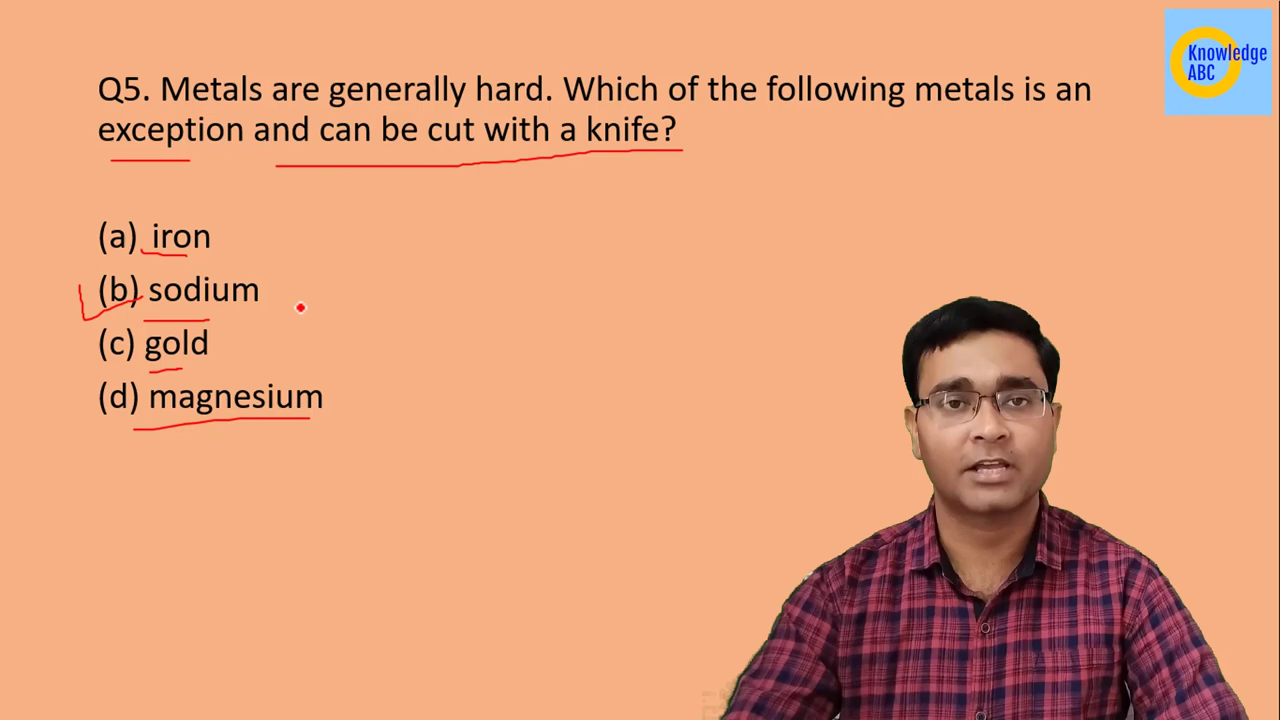 Knowledge
ABC
Q5. Metals are generally hard. Which of the following metals is an
exception and can be cut with a knife?
(a) iron
(b) sodium
(c) gold
(d) magnesium